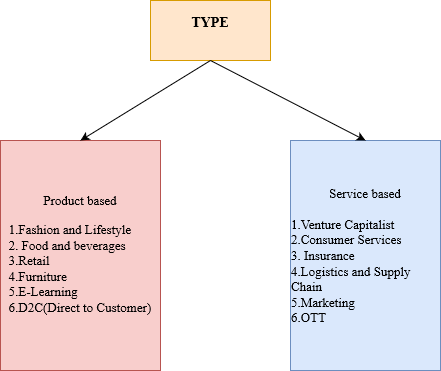 TYPE
Product based
1.Fashion and Lifestyle
2. Food and beverages
3.Retail
4.Furniture
5.E-Learning
6.D2C(Direct to Customer)
Service based
1.Venture Capitalist
2.Consumer Services
3. Insurance
4.Logistics and Supply
Chain
5.Marketing
6.OTT